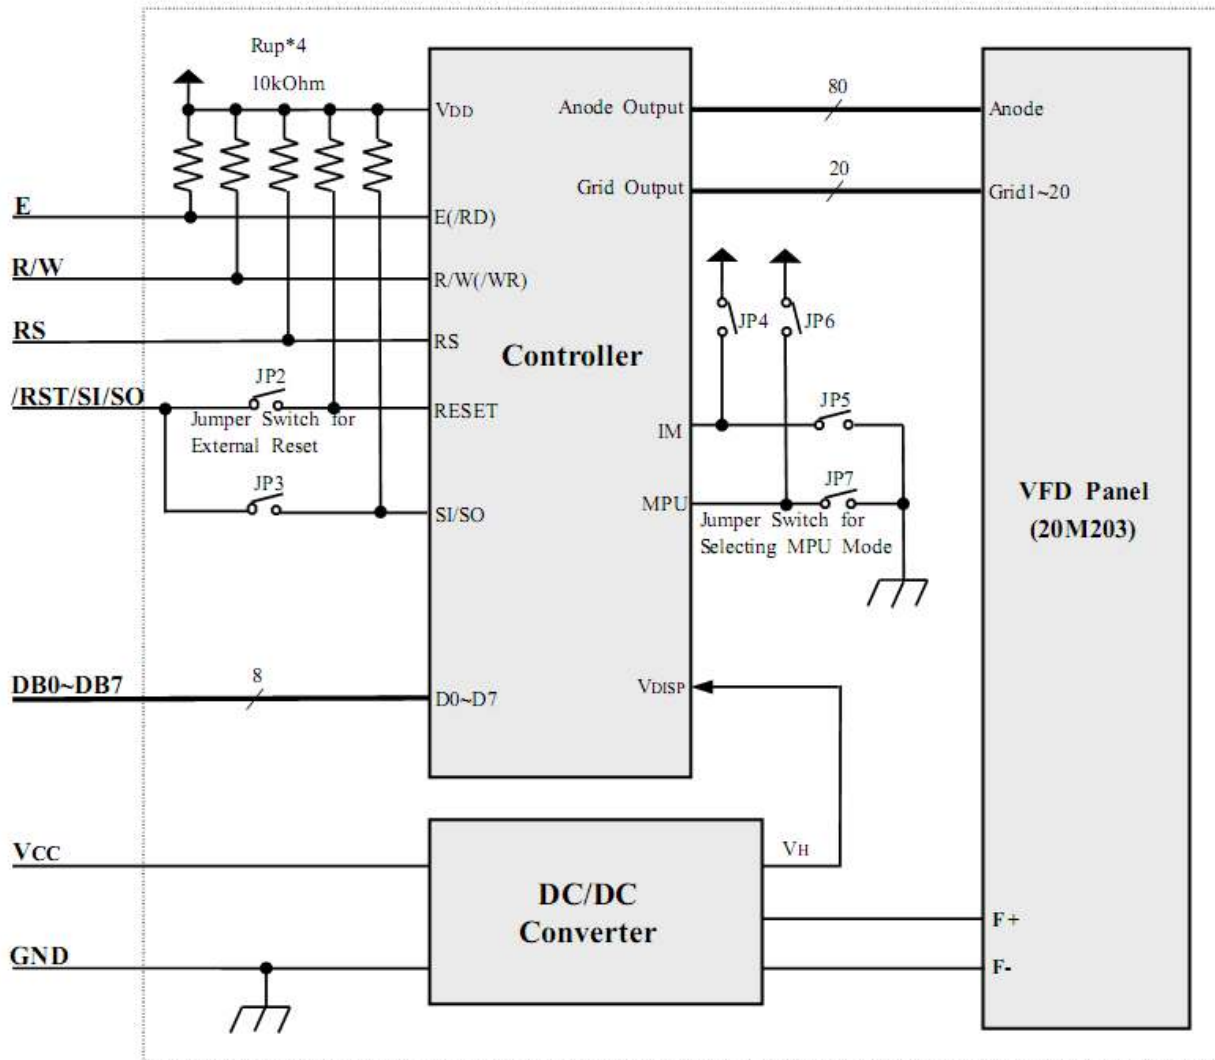 Rup*4
10kOhm
VDD
Anode Output
80
Anode
Grid Output
20
Grid1~20
E
E(/RD)
R/W
R/W(/WR)
RS
RS
Controller
JP4
JP6
/RST/SI/SO
JP2
RESET
Jumper Switch for
External Reset
JP5
IM
JP3
SI/SO
JP7
MPU
Jumper Switch for
Selecting MPU Mode
VFD Panel
(20M203)
DB0~DB7
8
D0~D7
VDISP
VCC
VH
DC/DC
Converter
GND
F+
F-